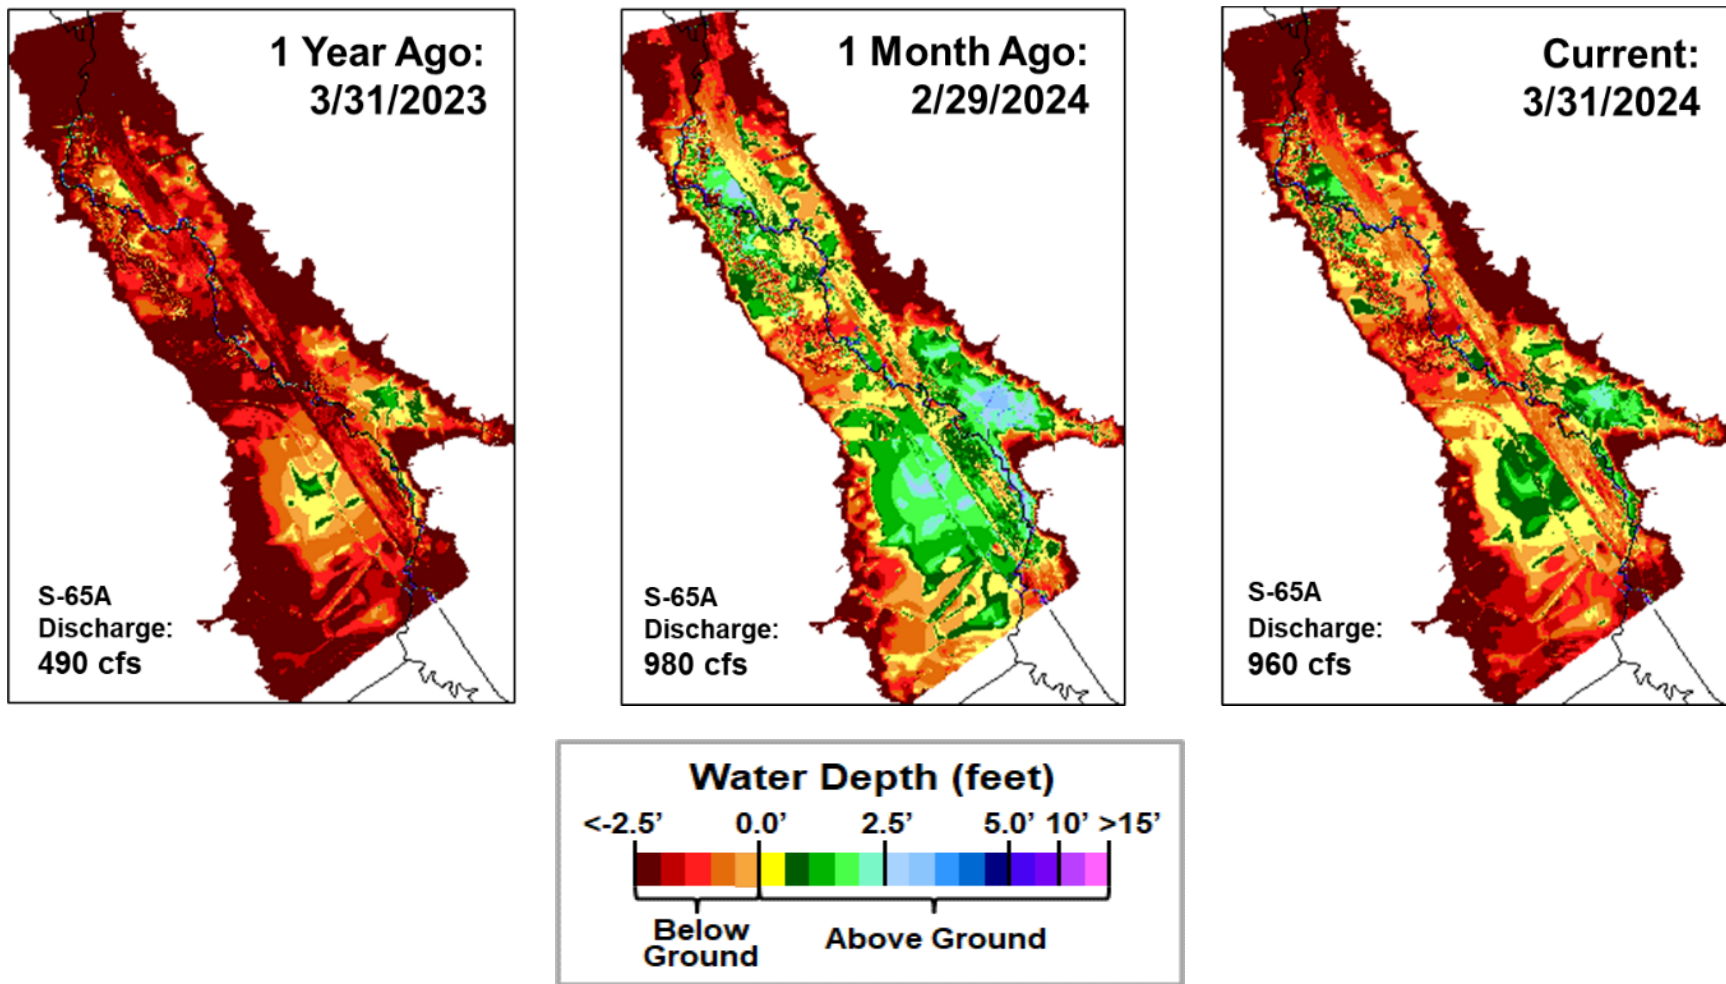 1 Year Ago:
3/31/2023
S-65A
Discharge:
490 cfs
1 Month Ago:
2/29/2024
S-65A
Discharge:
980 cfs
Current:
3/31/2024
S-65A
Discharge:
960 cfs
Water Depth (feet)
<-2.5' 0.0' 2.5' 5.0' 10' >15'
Below
Ground
Above Ground